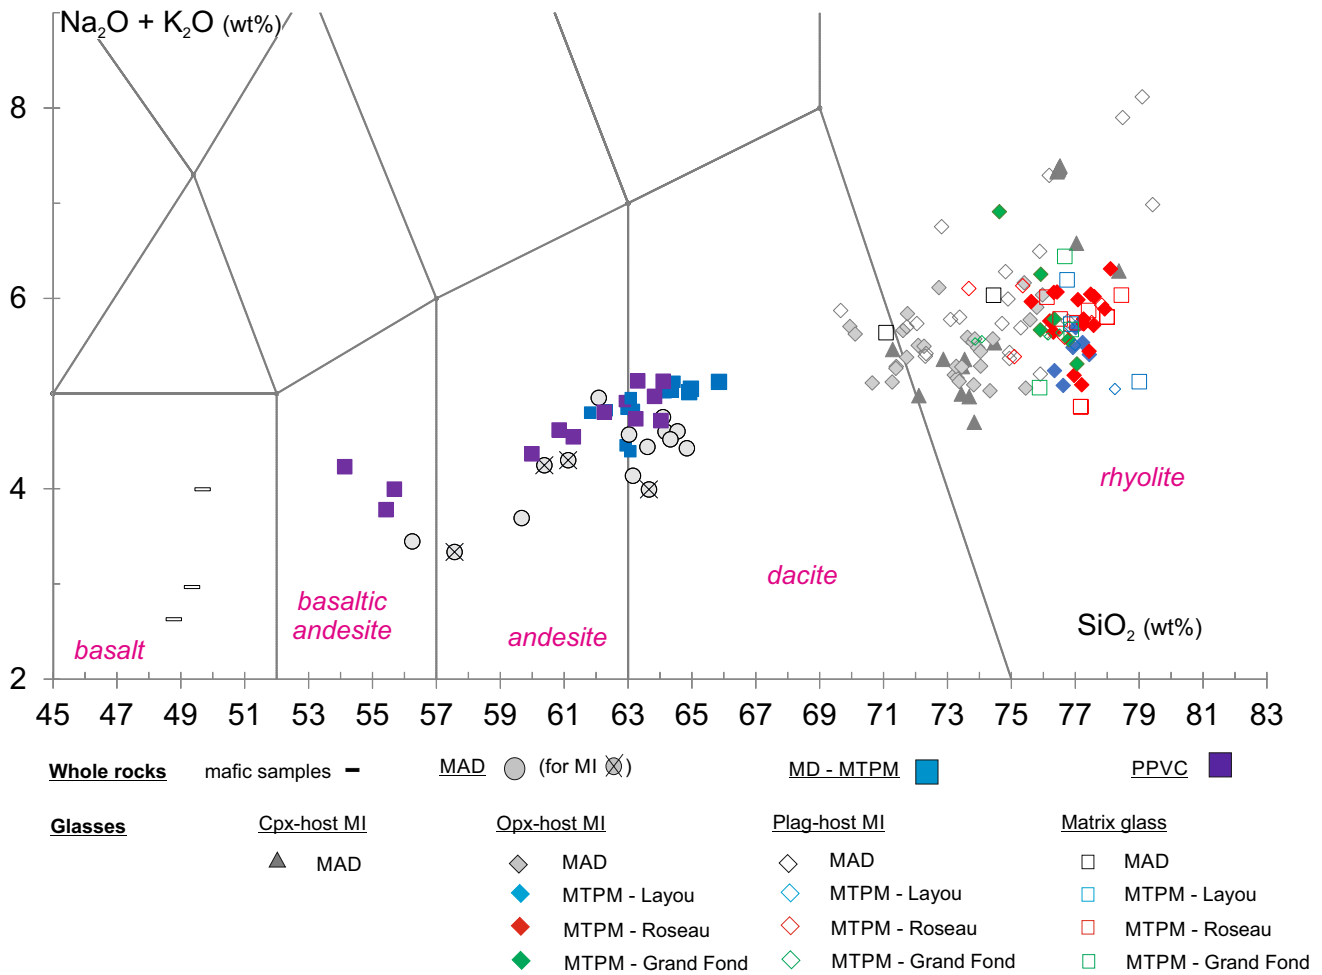 Na₂O + K₂O (wt%)
8
6
4
2
rhyolite
dacite
SiO₂ (wt%)
basaltic
andesite
andesite
basalt
45 47 49 51 53 55 57 59 61 63 65 67 69 71 73 75 77 79 81 83
Whole rocks mafic samples MAD (for MI ) MD - MTPM PPVC
Glasses Cpx-host MI Opx-host MI Plag-host MI Matrix glass
MAD MAD MAD MAD
MTPM - Layou MTPM - Layou MTPM - Layou
MTPM - Roseau MTPM - Roseau MTPM - Roseau
MTPM - Grand Fond MTPM - Grand Fond MTPM - Grand Fond